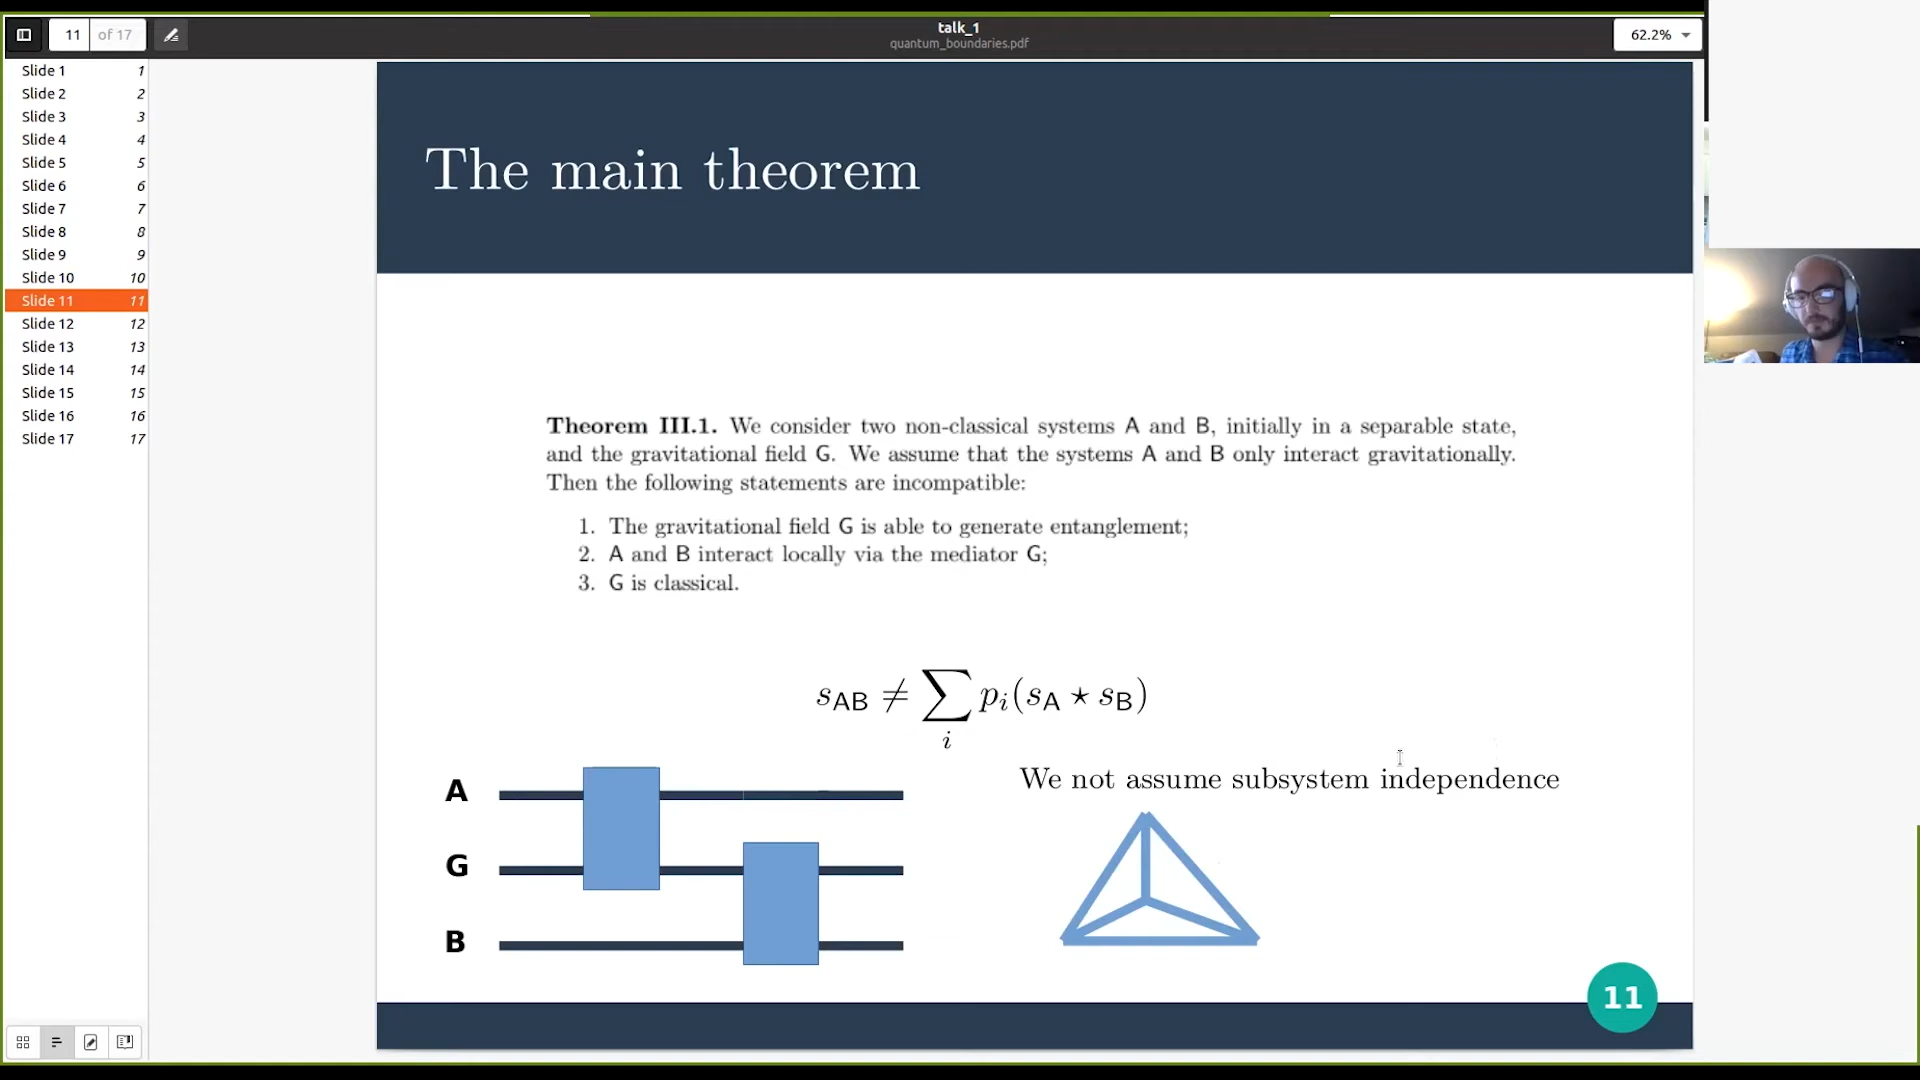 talk_1
quantum_boundaries.pdf
11 of 17
62.2%
Slide 1 1
Slide 2 2
Slide 3 3
Slide 4 4
Slide 5 5
Slide 6 6
Slide 7 7
Slide 8 8
Slide 9 9
Slide 10 10
Slide 11 11
Slide 12 12
Slide 13 13
Slide 14 14
Slide 15 15
Slide 16 16
Slide 17 17
The main theorem
Theorem III.1. We consider two non-classical systems A and B, initially in a separable state,
and the gravitational field G. We assume that the systems A and B only interact gravitationally.
Then the following statements are incompatible:
1. The gravitational field G is able to generate entanglement;
2. A and B interact locally via the mediator G;
3. G is classical.
s_AB ≠ ∑_i p_i(s_A ⋆ s_B)
We not assume subsystem independence
A
G
B
11